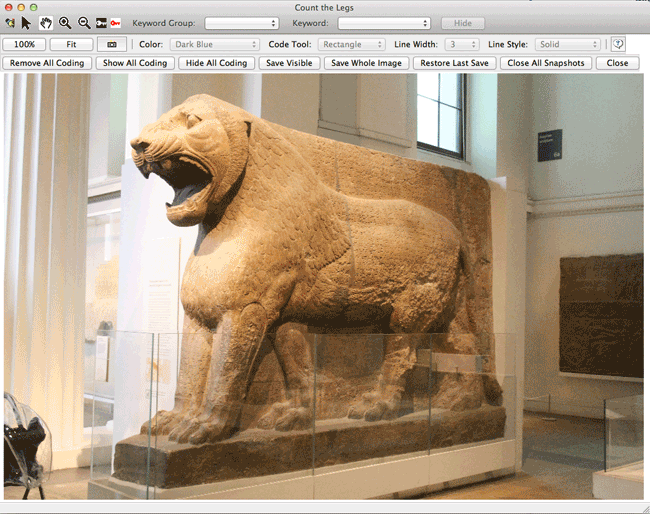 Count the Legs
Keyword Group: Keyword: Hide
100% Fit Color: Dark Blue Code Tool: Rectangle Line Width: 3 Line Style: Solid
Remove All Coding Show All Coding Hide All Coding Save Visible Save Whole Image Restore Last Save Close All Snapshots Close